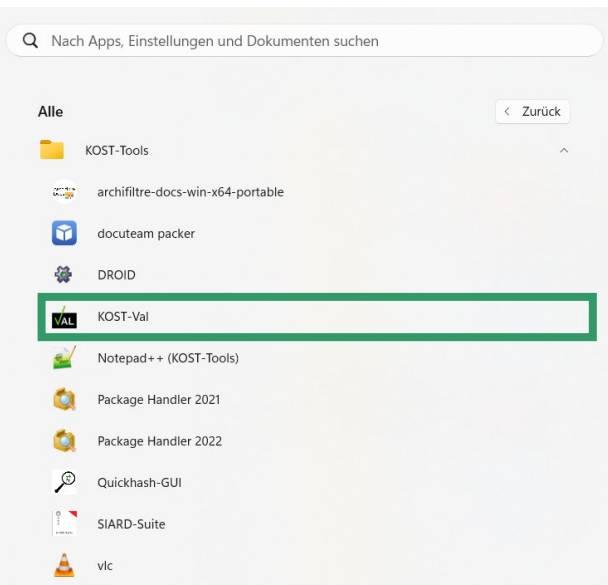 Nach Apps, Einstellungen und Dokumenten suchen
Alle
Zurück
KOST-Tools
archifiltre-docs-win-x64-portable
docuteam packer
DROID
VAL
KOST-Val
Notepad++ (KOST-Tools)
Package Handler 2021
Package Handler 2022
Quickhash-GUI
SIARD-Suite
vlc